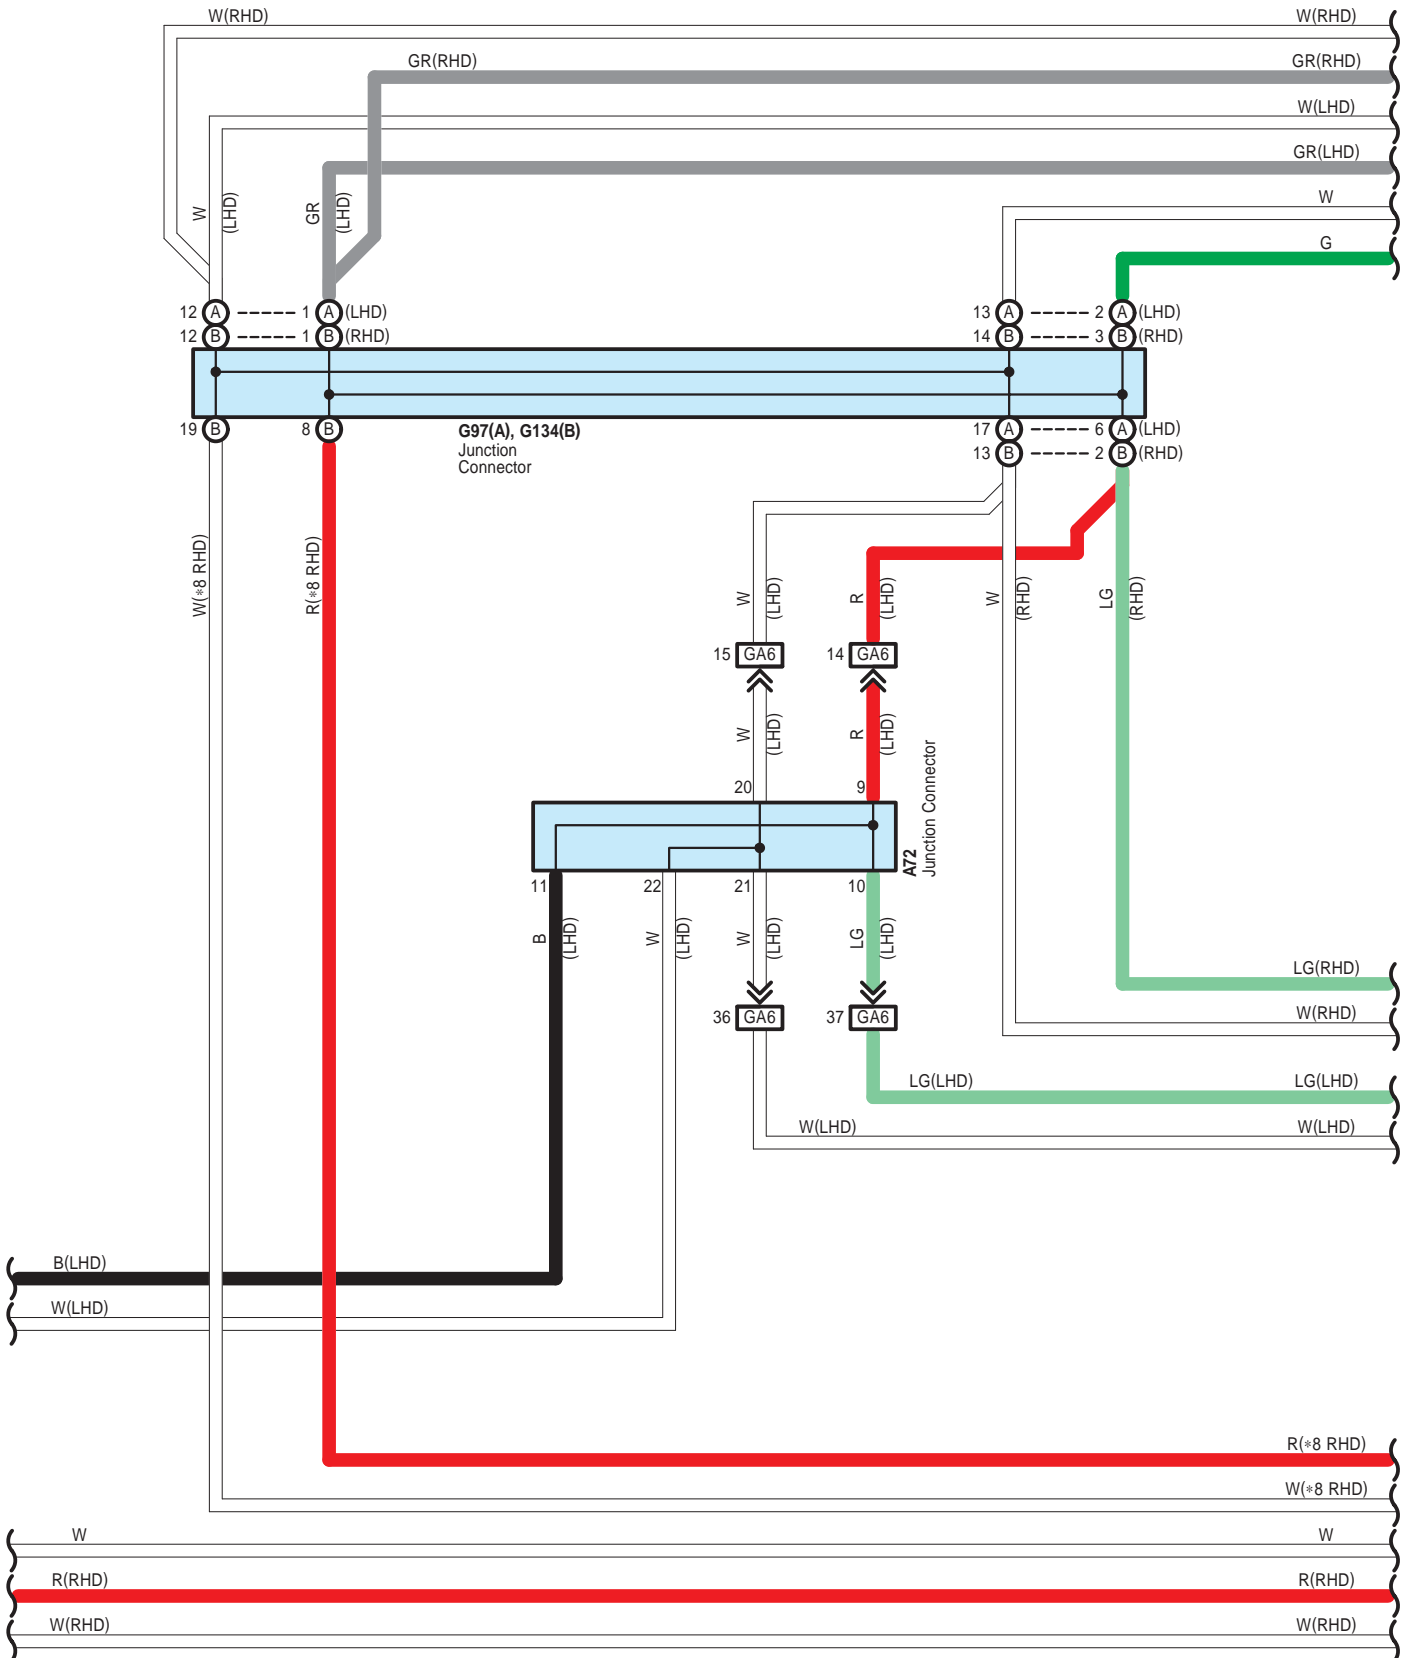 W(RHD)
W(RHD)
GR(RHD)
GR(RHD)
W(LHD)
GR(LHD)
W
(LHD)
GR
(LHD)
W
G
12 A 1 A (LHD)
13 A 2 A (LHD)
12 B 1 B (RHD)
14 B 3 B (RHD)
19 B 8 B
G97(A), G134(B)
Junction
Connector
17 A 6 A (LHD)
13 B 2 B (RHD)
W(*8 RHD)
R(*8 RHD)
W
(LHD)
R
(LHD)
W
(RHD)
LG
(RHD)
15 GA6
14 GA6
W
(LHD)
R
(LHD)
20
9
A72
Junction Connector
11
22
21
10
B
(LHD)
W
(LHD)
W
(LHD)
LG
(LHD)
LG(RHD)
36 GA6
37 GA6
W(RHD)
LG(LHD)
LG(LHD)
W(LHD)
W(LHD)
B(LHD)
W(LHD)
R(*8 RHD)
W(*8 RHD)
W
W
R(RHD)
R(RHD)
W(RHD)
W(RHD)